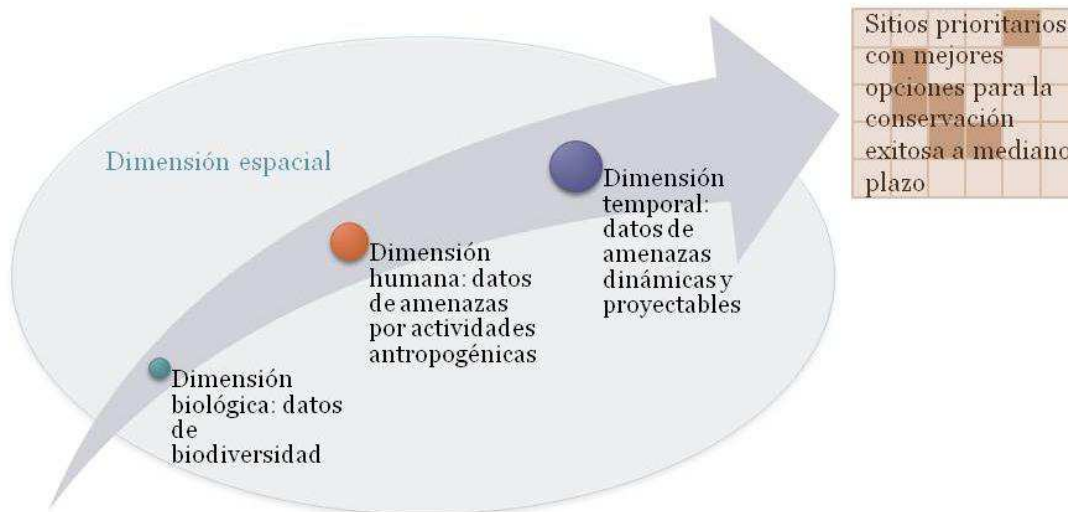 Dimensión espacial
Dimensión
biológica: datos
de
biodiversidad
Dimensión
humana: datos
de amenazas
por actividades
antropogénicas
Dimensión
temporal:
datos de
amenazas
dinámicas y
proyectables
Sitios prioritarios
con mejores
opciones para la
conservación
exitosa a mediano
plazo